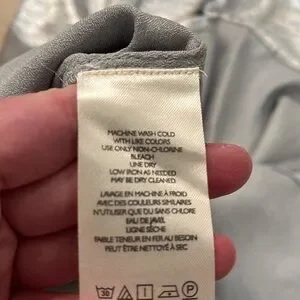 MACHINE WASH COLD
WITH LIKE COLORS
USE ONLY NON-CHLORINE
BLEACH
LINE DRY
LOW IRON AS NEEDED
MAY BE DRY CLEANED
LAVAGE EN MACHINE À FROID
AVEC DES COULEURS SIMILAIRES
N'UTILISER QUE DU SANS CHLORE
EAU DE JAVEL
LIGNE SÈCHE
FAIBLE TENEUR EN FER AU BESOIN
PEUT ÊTRE NETTOYÉ À SEC
30